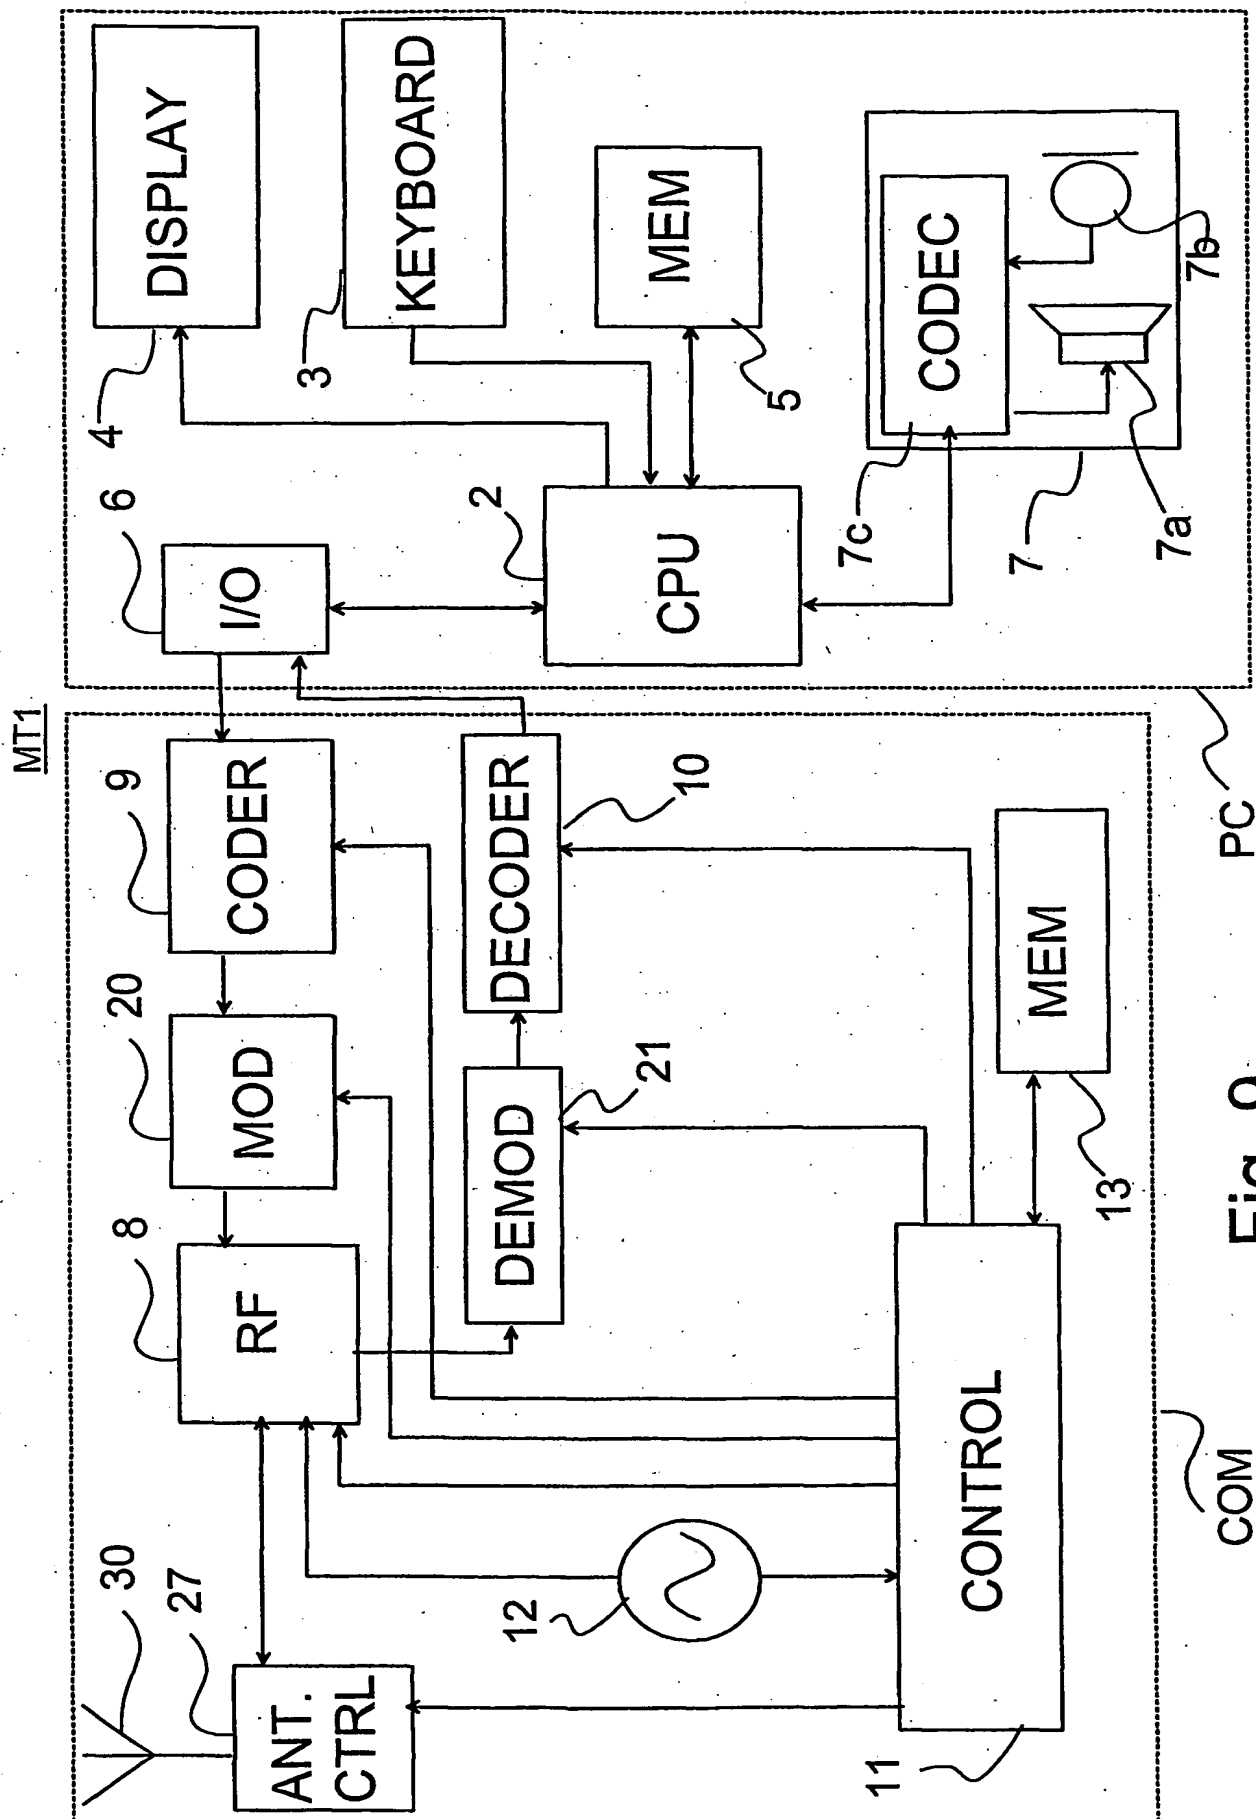 MT1
30
27
ANT.
CTRL
8
RF
20
MOD
9
CODER
6
I/O
4
DISPLAY
3
KEYBOARD
2
CPU
5
MEM
7c
CODEC
7
7a
7b
PC
12
DEMOD
21
DECODER
10
11
CONTROL
13
MEM
COM